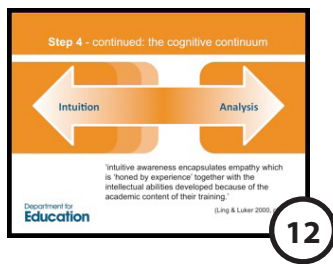 Step 4 - continued: the cognitive continuum
Intuition
Analysis
'intuitive awareness encapsulates empathy which
is 'honed by experience' together with the
intellectual abilities developed because of the
academic content of their training.'
(Ling & Luker 2000,
Department for
Education
12